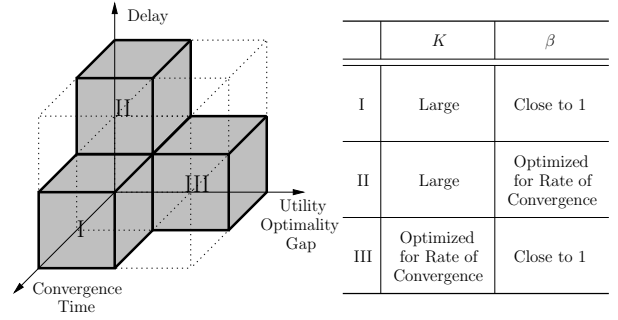 Delay
II
III
I
Utility
Optimality
Gap
Convergence
Time
K β
I Large Close to 1
II Large Optimized
for Rate of
Convergence
III Optimized
for Rate of
Convergence Close to 1